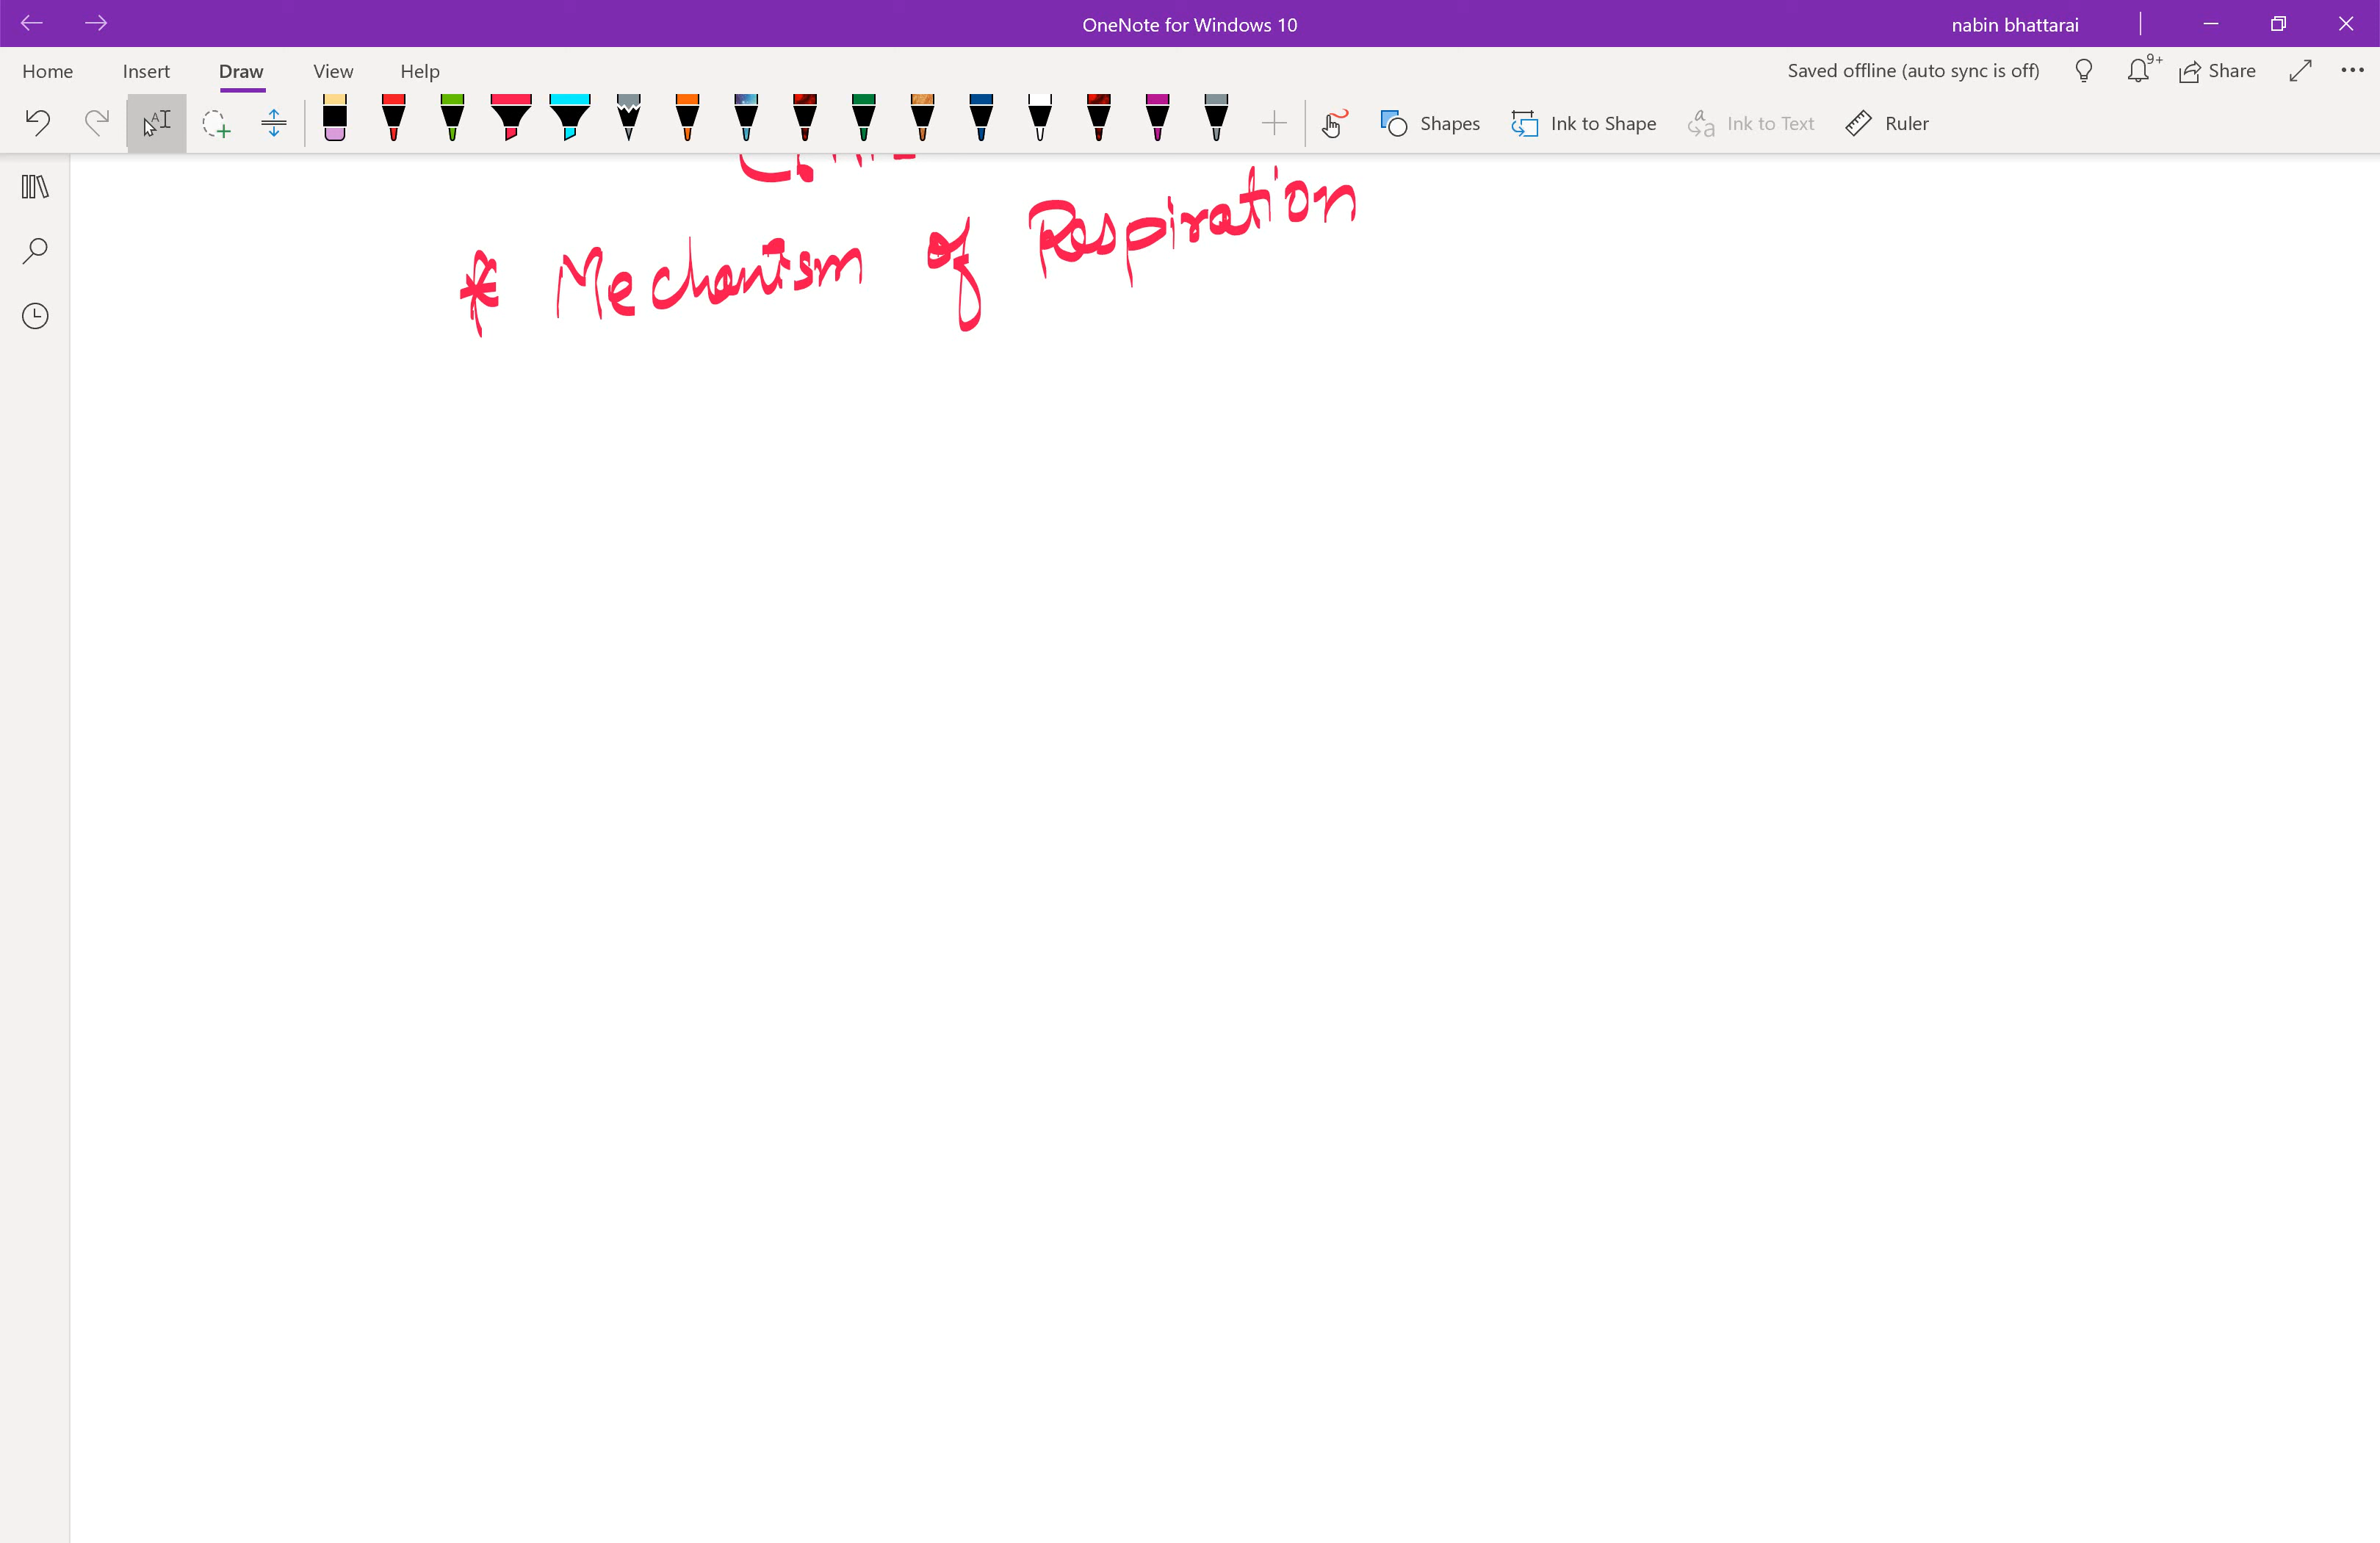 OneNote for Windows 10
nabin bhattarai
Home Insert Draw View Help
Saved offline (auto sync is off) 9+ Share
Shapes Ink to Shape Ink to Text Ruler
* Mechanism of Respiration